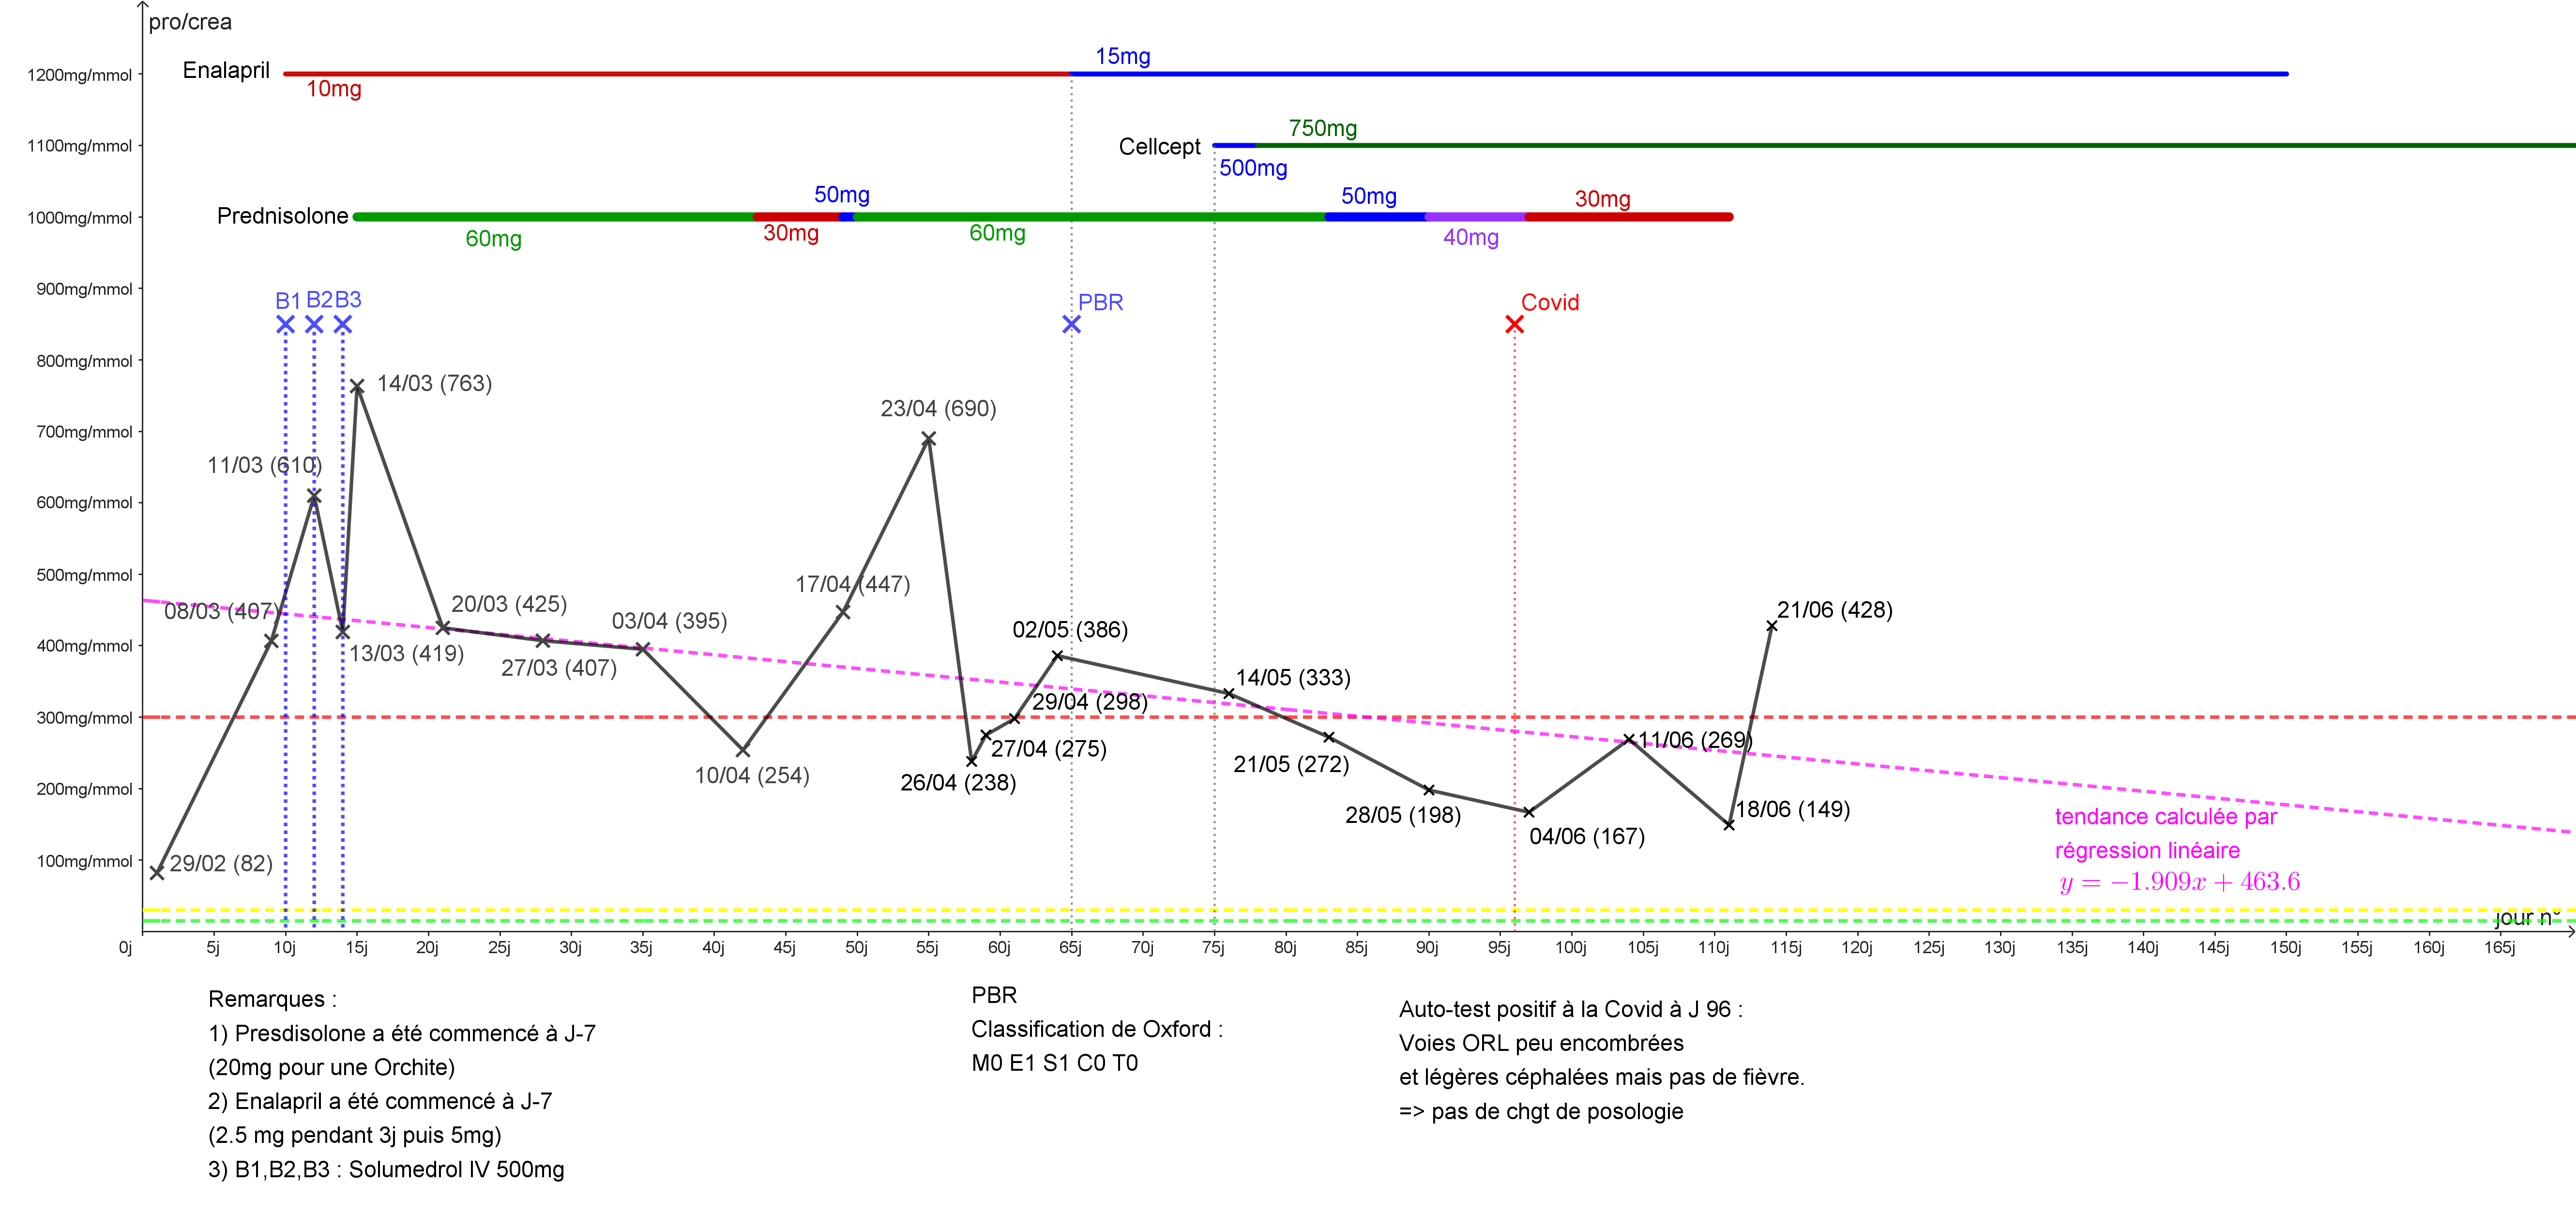 pro/crea
1200mg/mmol
1100mg/mmol
1000mg/mmol
900mg/mmol
800mg/mmol
700mg/mmol
600mg/mmol
500mg/mmol
400mg/mmol
300mg/mmol
200mg/mmol
100mg/mmol
Enalapril
10mg
15mg
Cellcept
500mg
750mg
Prednisolone
60mg
30mg
50mg
60mg
50mg
40mg
30mg
B1 B2 B3
PBR
Covid
29/02 (82)
08/03 (407)
11/03 (610)
13/03 (419)
14/03 (763)
20/03 (425)
27/03 (407)
03/04 (395)
10/04 (254)
17/04 (447)
23/04 (690)
26/04 (238)
27/04 (275)
29/04 (298)
02/05 (386)
14/05 (333)
21/05 (272)
28/05 (198)
04/06 (167)
11/06 (269)
18/06 (149)
21/06 (428)
tendance calculée par
régression linéaire
y = −1.909x + 463.6
jour n°
0j 5j 10j 15j 20j 25j 30j 35j 40j 45j 50j 55j 60j 65j 70j 75j 80j 85j 90j 95j 100j 105j 110j 115j 120j 125j 130j 135j 140j 145j 150j 155j 160j 165j
Remarques :
1) Presdisolone a été commencé à J-7
(20mg pour une Orchite)
2) Enalapril a été commencé à J-7
(2.5 mg pendant 3j puis 5mg)
3) B1,B2,B3 : Solumedrol IV 500mg
PBR
Classification de Oxford :
M0 E1 S1 C0 T0
Auto-test positif à la Covid à J 96 :
Voies ORL peu encombrées
et légères céphalées mais pas de fièvre.
=> pas de chgt de posologie